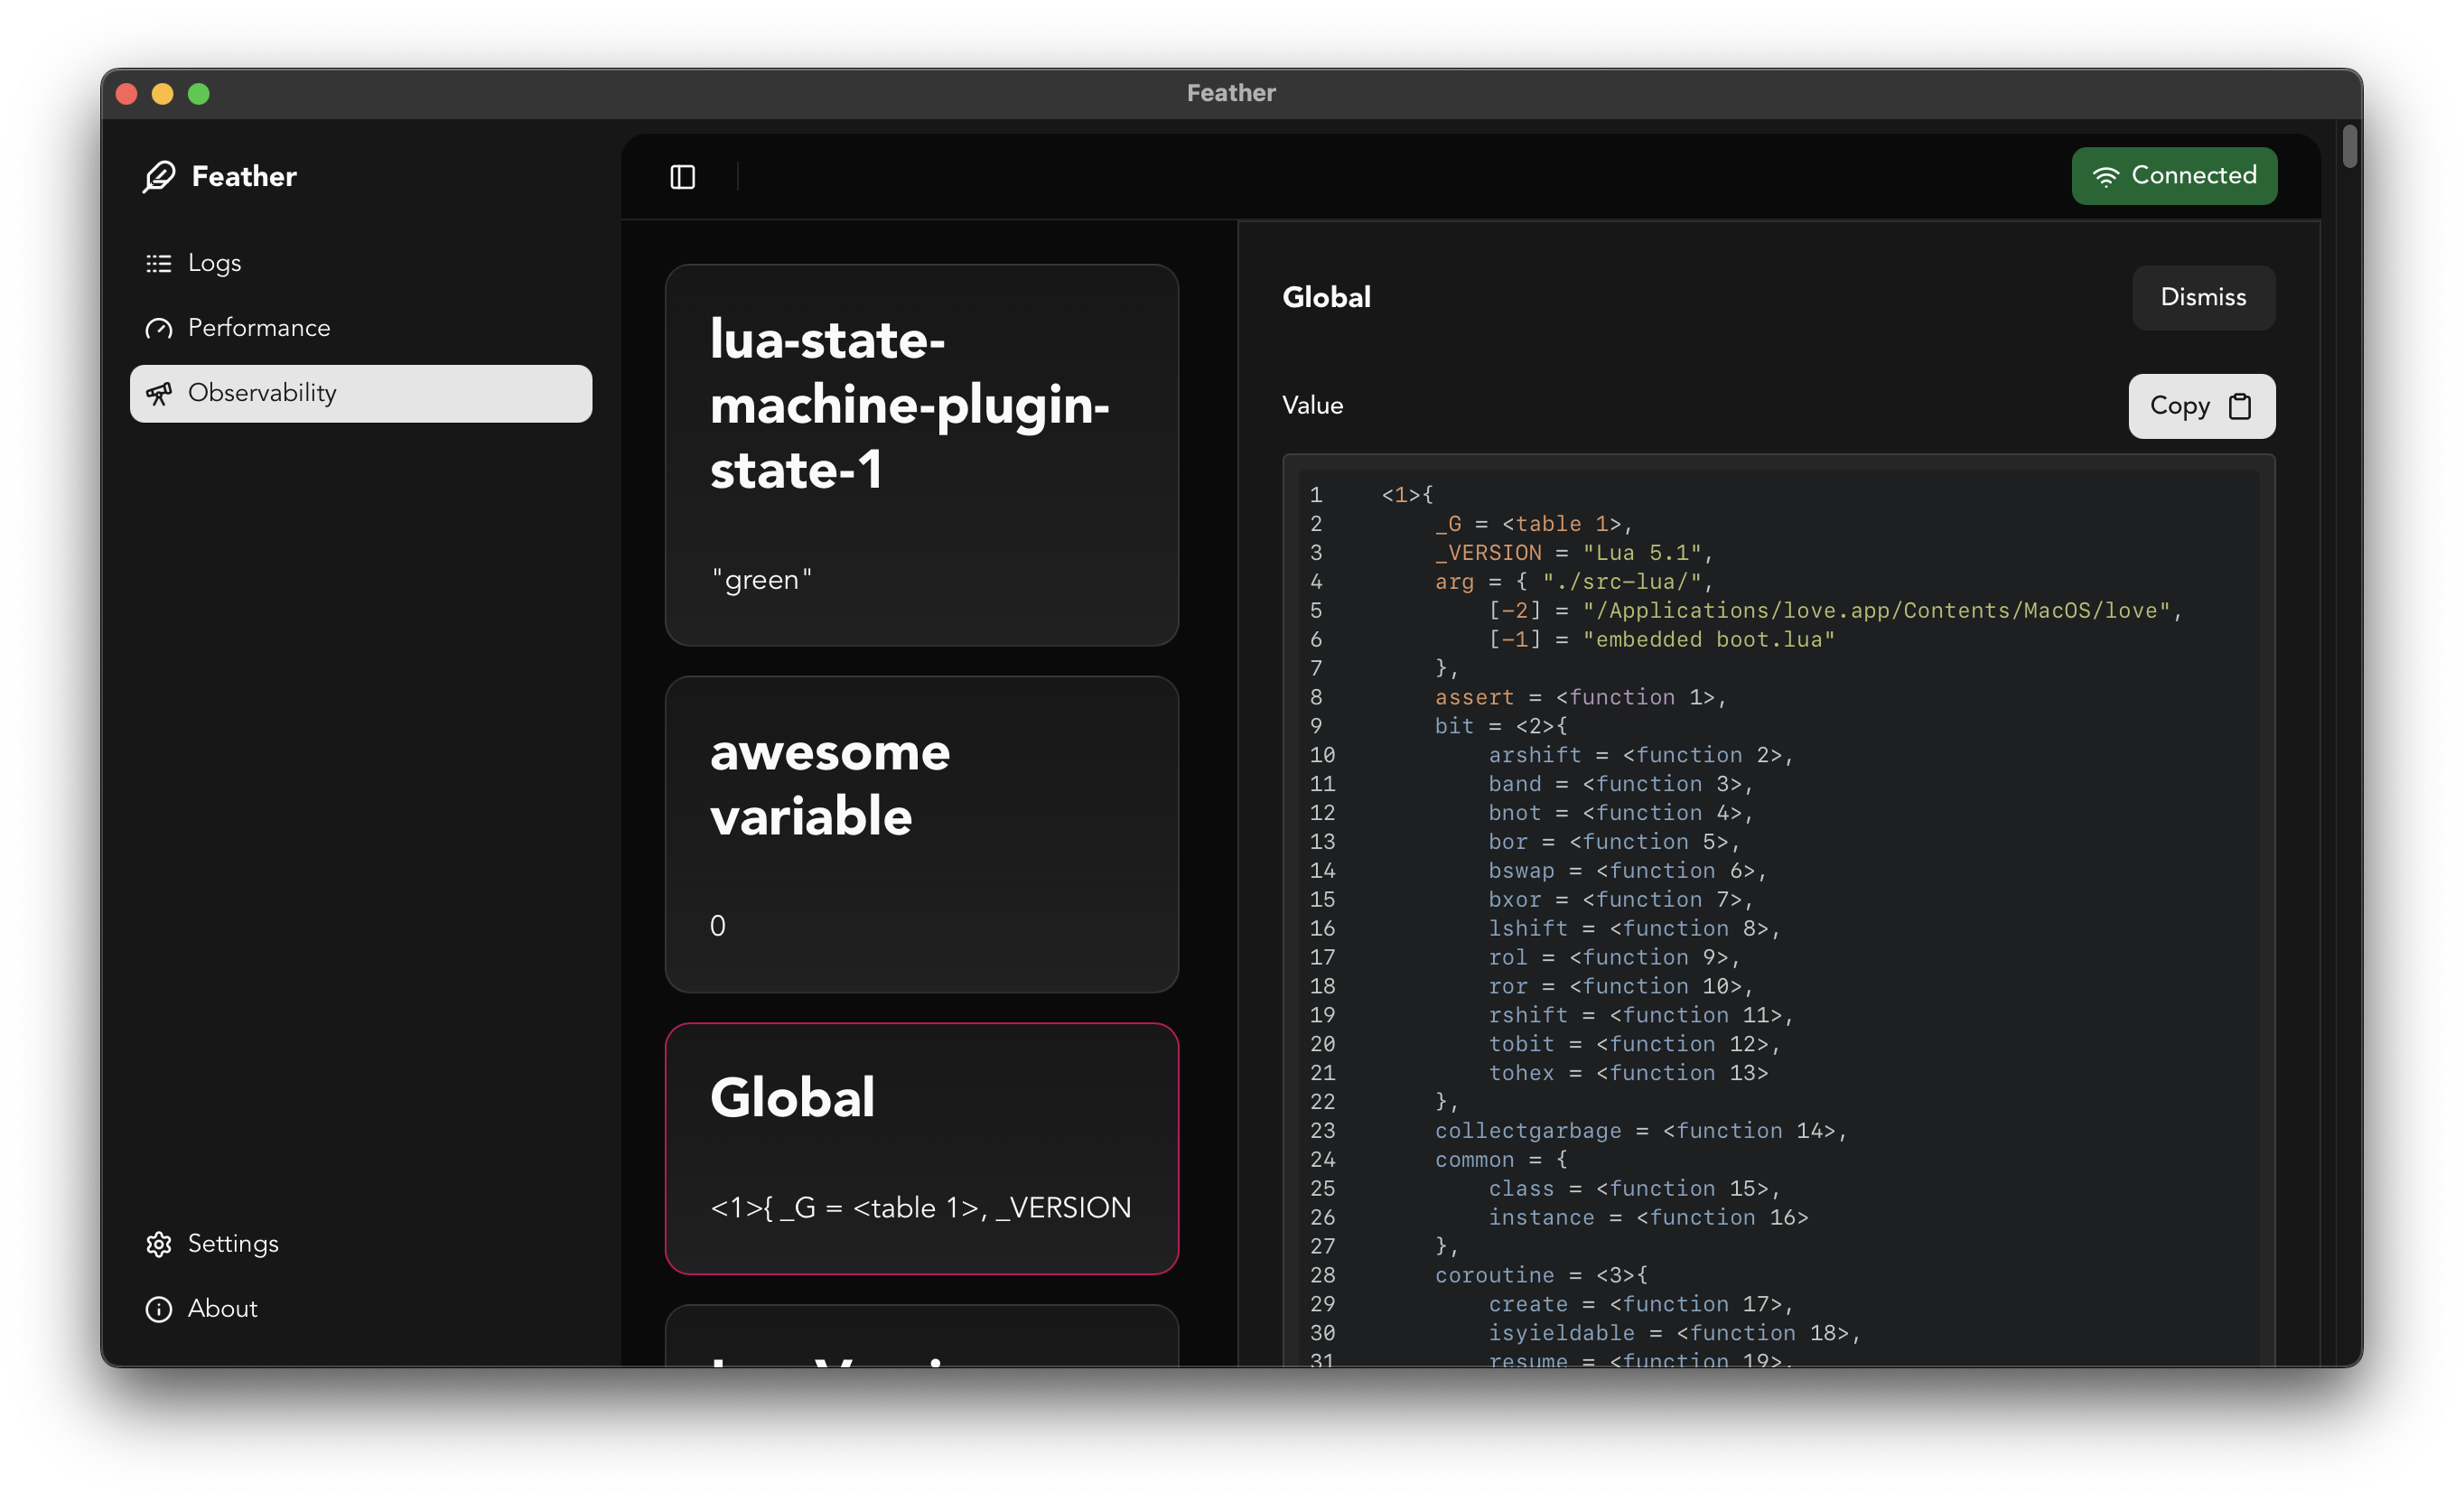 Feather
Feather
Logs
Performance
Observability
Settings
About
Connected
lua-state-
machine-plugin-
state-1
"green"
awesome
variable
0
Global
<1>{ _G = <table 1>, _VERSION
Global
Dismiss
Value
Copy
1 <1>{
2 _G = <table 1>,
3 _VERSION = "Lua 5.1",
4 arg = { "./src-lua/",
5 [-2] = "/Applications/love.app/Contents/MacOS/love",
6 [-1] = "embedded boot.lua"
7 },
8 assert = <function 1>,
9 bit = <2>{
10 arshift = <function 2>,
11 band = <function 3>,
12 bnot = <function 4>,
13 bor = <function 5>,
14 bswap = <function 6>,
15 bxor = <function 7>,
16 lshift = <function 8>,
17 rol = <function 9>,
18 ror = <function 10>,
19 rshift = <function 11>,
20 tobit = <function 12>,
21 tohex = <function 13>
22 },
23 collectgarbage = <function 14>,
24 common = {
25 class = <function 15>,
26 instance = <function 16>
27 },
28 coroutine = <3>{
29 create = <function 17>,
30 isyieldable = <function 18>,
31 resume = <function 19>,